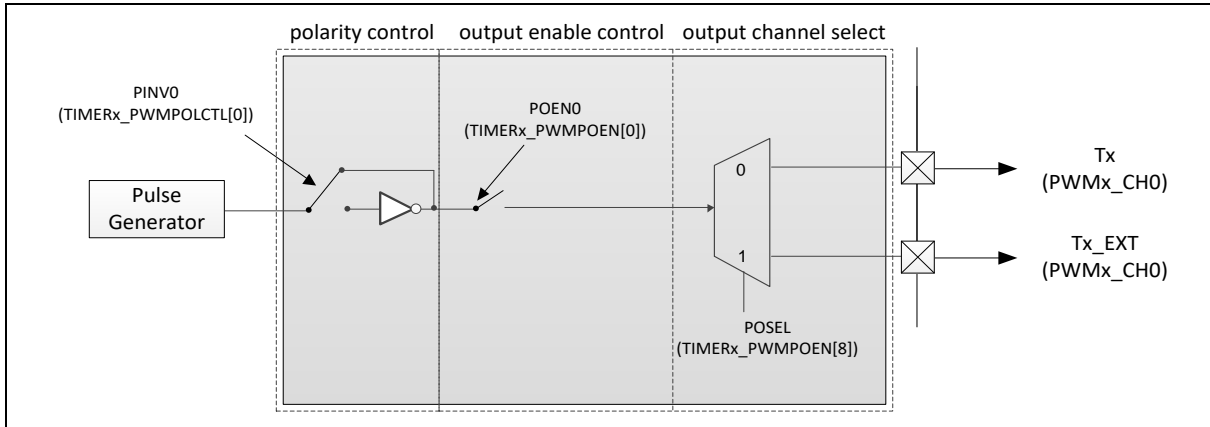 polarity control
output enable control
output channel select
PINV0
(TIMERx_PWMPOLCTL[0])
POEN0
(TIMERx_PWMPOEN[0])
Pulse
Generator
0
1
POSEL
(TIMERx_PWMPOEN[8])
Tx
(PWMx_CH0)
Tx_EXT
(PWMx_CH0)